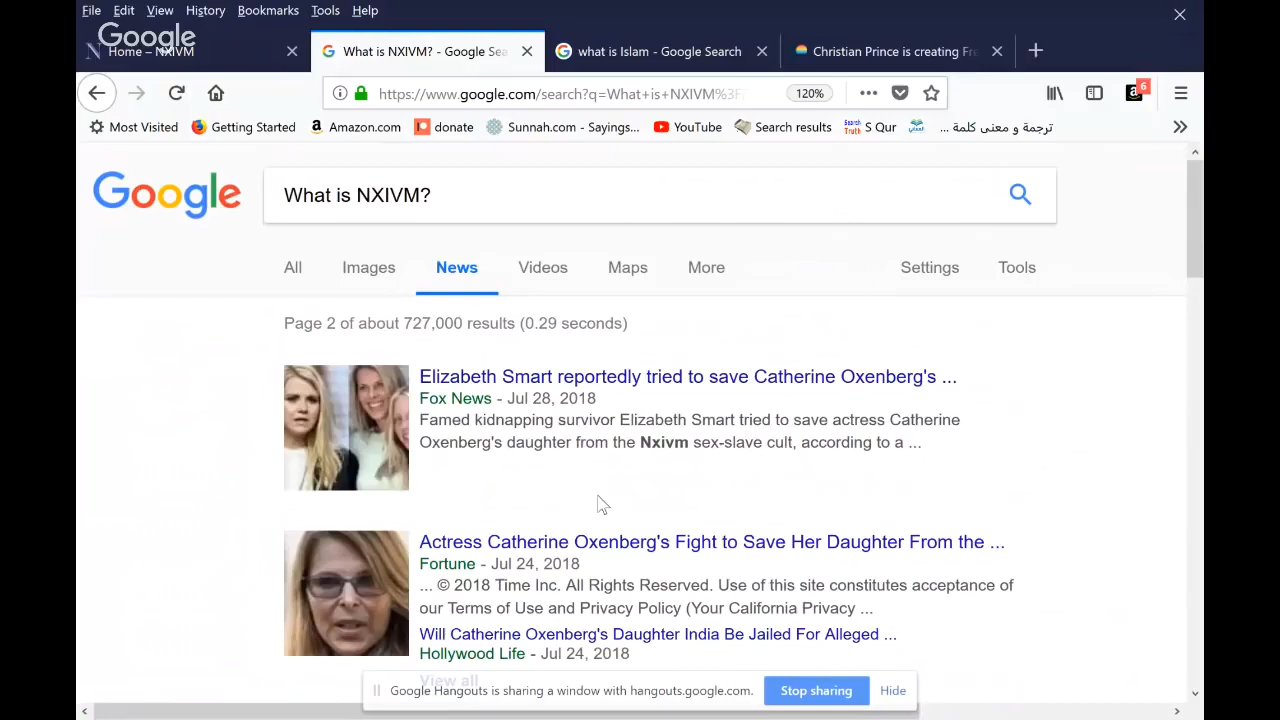 File Edit View History Bookmarks Tools Help
Google
Home – NXIVM
What is NXIVM? - Google Sea
what is Islam - Google Search
Christian Prince is creating Fre
https://www.google.com/search?q=What+is+NXIVM%3F
120%
6
Most Visited Getting Started Amazon.com donate Sunnah.com - Sayings... YouTube Search results S Qur ترجمة و معنى كلمة ...
Google
What is NXIVM?
All Images News Videos Maps More Settings Tools
Page 2 of about 727,000 results (0.29 seconds)
Elizabeth Smart reportedly tried to save Catherine Oxenberg's ...
Fox News - Jul 28, 2018
Famed kidnapping survivor Elizabeth Smart tried to save actress Catherine
Oxenberg's daughter from the Nxivm sex-slave cult, according to a ...
Actress Catherine Oxenberg's Fight to Save Her Daughter From the ...
Fortune - Jul 24, 2018
... © 2018 Time Inc. All Rights Reserved. Use of this site constitutes acceptance of
our Terms of Use and Privacy Policy (Your California Privacy ...
Will Catherine Oxenberg's Daughter India Be Jailed For Alleged ...
Hollywood Life - Jul 24, 2018
View all
Google Hangouts is sharing a window with hangouts.google.com. Stop sharing Hide